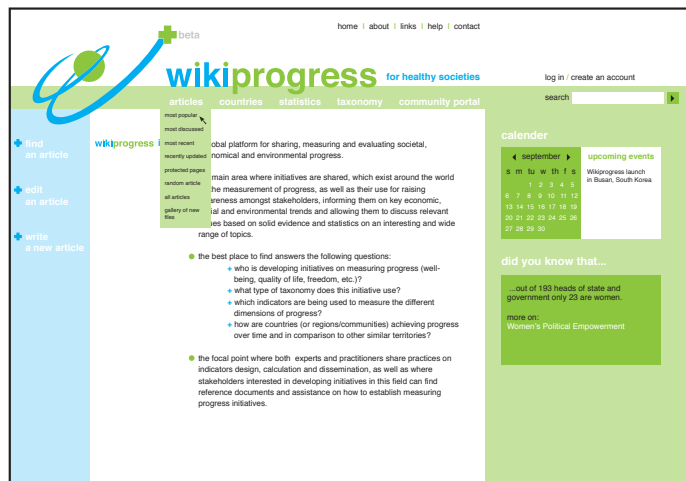 beta
home | about | links | help | contact
wikiprogress for healthy societies
log in / create an account
search
articles countries statistics taxonomy community portal
most popular
most discussed
most recent
recently updated
protected pages
random article
all articles
gallery of new
files
find
an article
edit
an article
write
a new article
wikiprogress
obal platform for sharing, measuring and evaluating societal,
nomical and environmental progress.
main area where initiatives are shared, which exist around the world
the measurement of progress, as well as their use for raising
reness amongst stakeholders, informing them on key economic,
ial and environmental trends and allowing them to discuss relevant
es based on solid evidence and statistics on an interesting and wide
range of topics.
the best place to find answers the following questions:
+ who is developing initiatives on measuring progress (well-
being, quality of life, freedom, etc.)?
+ what type of taxonomy does this initiative use?
+ which indicators are being used to measure the different
dimensions of progress?
+ how are countries (or regions/communities) achieving progress
over time and in comparison to other similar territories?
the focal point where both experts and practitioners share practices on
indicators design, calculation and dissemination, as well as where
stakeholders interested in developing initiatives in this field can find
reference documents and assistance on how to establish measuring
progress initiatives.
calender
september
s m tu w th f s
1 2 3 4 5
6 7 8 9 10 11 12
13 14 15 16 17 18 19
20 21 22 23 24 25 26
27 28 29 30
upcoming events
Wikiprogress launch
in Busan, South Korea
did you know that...
...out of 193 heads of state and
government only 23 are women.
more on:
Women's Political Empowerment